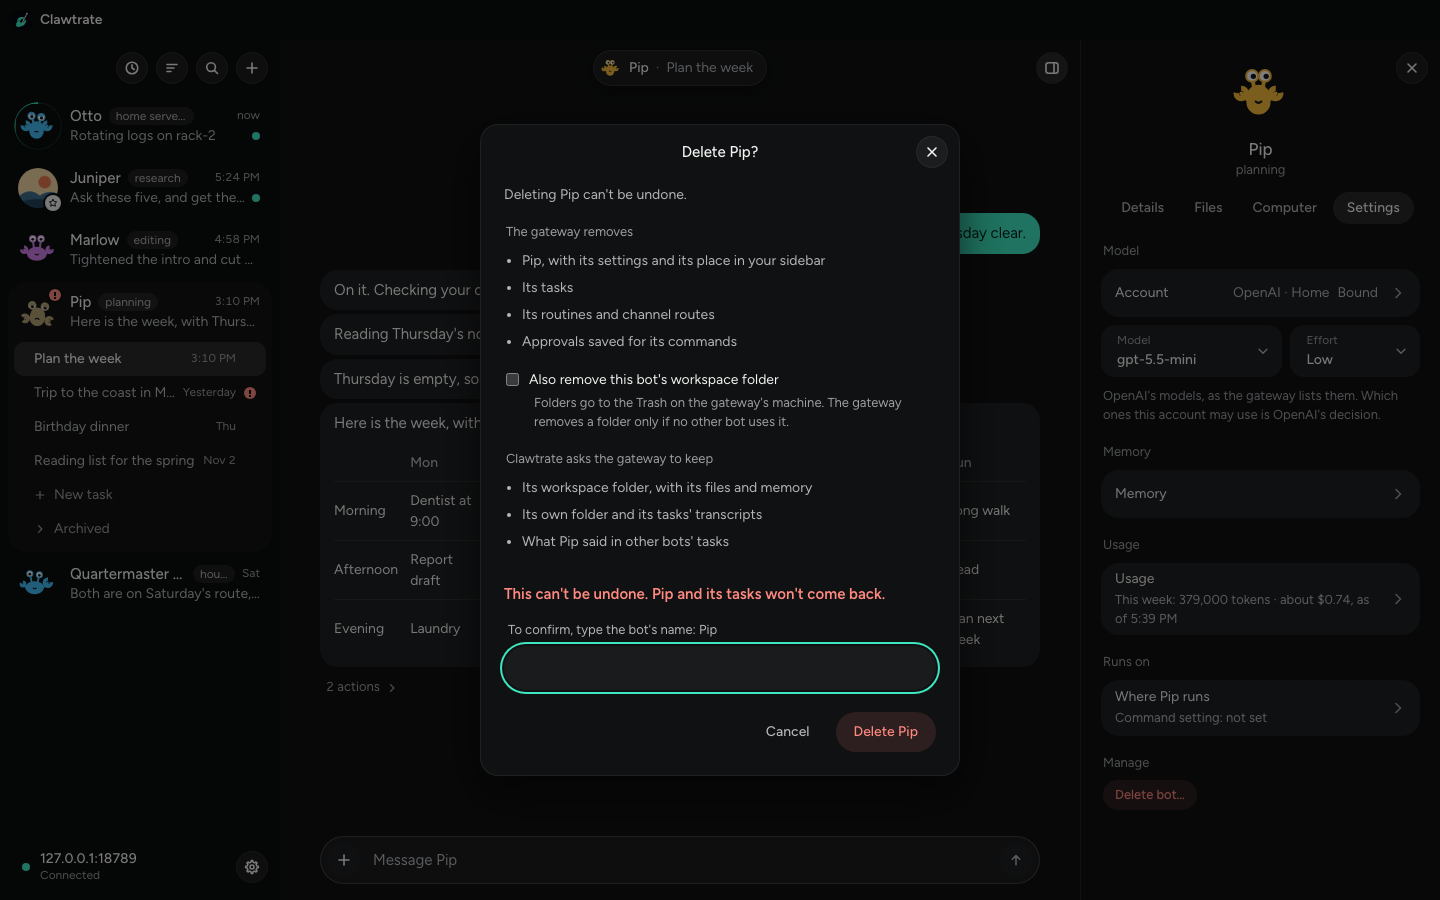 Clawtrate
Otto home serve... now
Rotating logs on rack-2
Juniper research 5:24 PM
Ask these five, and get the...
Marlow editing 4:58 PM
Tightened the intro and cut ...
Pip planning 3:10 PM
Here is the week, with Thurs...
Plan the week 3:10 PM
Trip to the coast in M... Yesterday
Birthday dinner Thu
Reading list for the spring Nov 2
+ New task
Archived
Quartermaster ... hou... Sat
Both are on Saturday's route,...
127.0.0.1:18789
Connected
Pip · Plan the week
sday clear.
On it. Checking your c
Reading Thursday's no
Thursday is empty, so
Here is the week, with
Mon
un
Morning
Dentist at
9:00
ong walk
Afternoon
Report
draft
ead
Evening
Laundry
an next
eek
2 actions
Message Pip
Delete Pip?
Deleting Pip can't be undone.
The gateway removes
• Pip, with its settings and its place in your sidebar
• Its tasks
• Its routines and channel routes
• Approvals saved for its commands
Also remove this bot's workspace folder
Folders go to the Trash on the gateway's machine. The gateway
removes a folder only if no other bot uses it.
Clawtrate asks the gateway to keep
• Its workspace folder, with its files and memory
• Its own folder and its tasks' transcripts
• What Pip said in other bots' tasks
This can't be undone. Pip and its tasks won't come back.
To confirm, type the bot's name: Pip
Cancel
Delete Pip
Pip
planning
Details Files Computer Settings
Model
Account OpenAI · Home Bound
Model
gpt-5.5-mini
Effort
Low
OpenAI's models, as the gateway lists them. Which
ones this account may use is OpenAI's decision.
Memory
Memory
Usage
Usage
This week: 379,000 tokens · about $0.74, as
of 5:39 PM
Runs on
Where Pip runs
Command setting: not set
Manage
Delete bot...